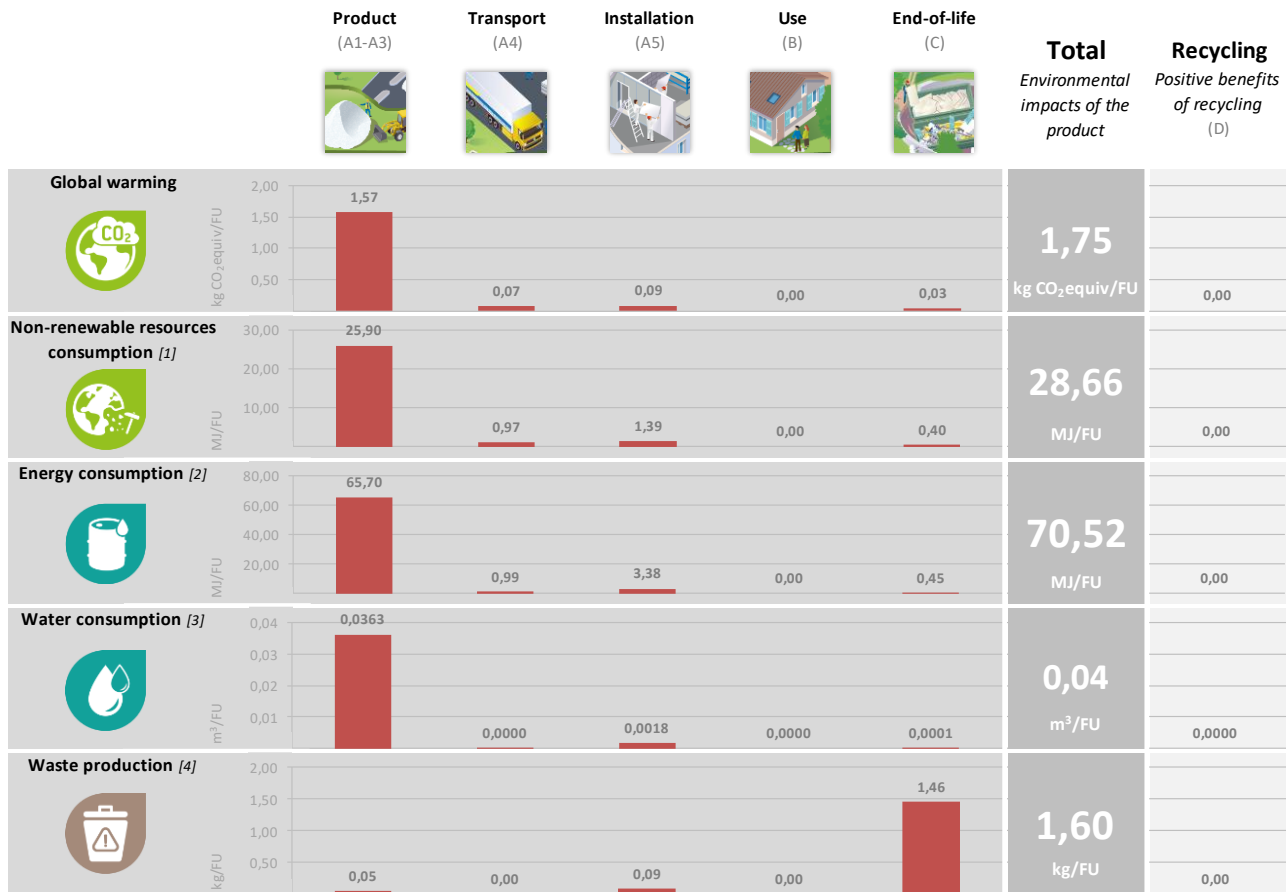 Product
(A1-A3)
Transport
(A4)
Installation
(A5)
Use
(B)
End-of-life
(C)
Total
Environmental
impacts of the
product
Recycling
Positive benefits
of recycling
(D)
Global warming
CO₂
kg CO₂equiv/FU
2,00
1,50
1,00
0,50
1,57
0,07
0,09
0,00
0,03
1,75
kg CO₂equiv/FU
0,00
Non-renewable resources
consumption [1]
MJ/FU
30,00
20,00
10,00
25,90
0,97
1,39
0,00
0,40
28,66
MJ/FU
0,00
Energy consumption [2]
MJ/FU
80,00
60,00
40,00
20,00
65,70
0,99
3,38
0,00
0,45
70,52
MJ/FU
0,00
Water consumption [3]
m³/FU
0,04
0,03
0,02
0,01
0,0363
0,0000
0,0018
0,0000
0,0001
0,04
m³/FU
0,0000
Waste production [4]
kg/FU
2,00
1,50
1,00
0,50
0,05
0,00
0,09
0,00
1,46
1,60
kg/FU
0,00